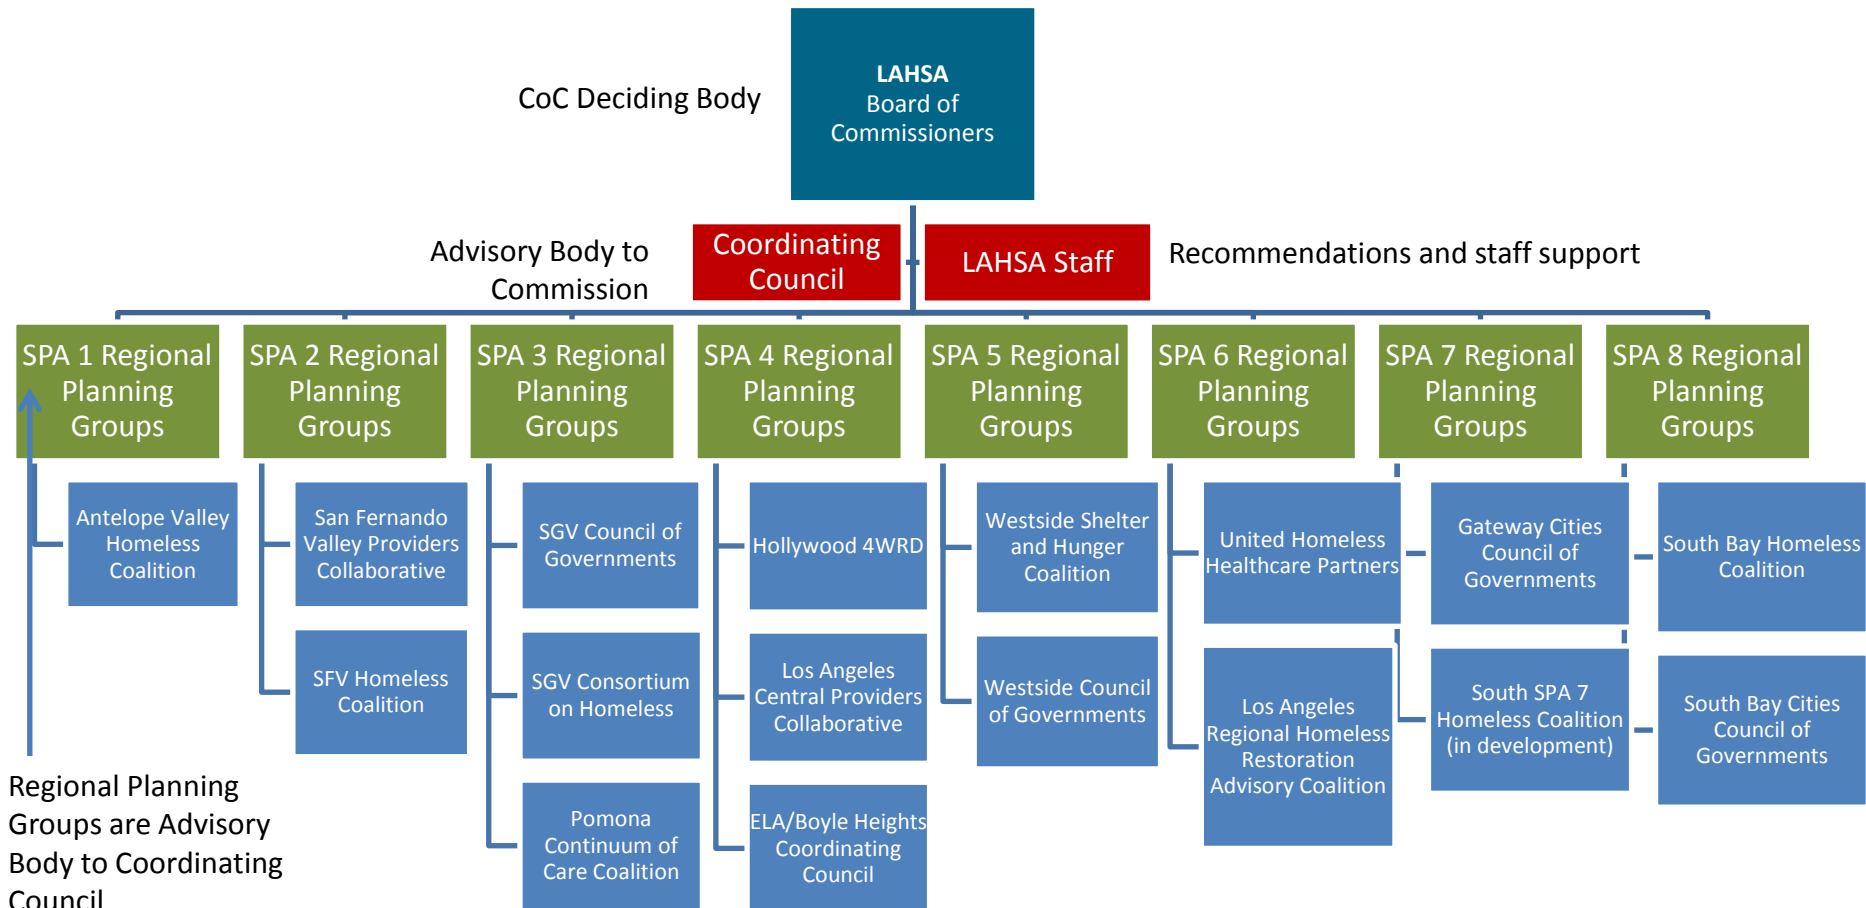 LAHSA
Board of
Commissioners
CoC Deciding Body
Advisory Body to
Commission
Coordinating
Council
LAHSA Staff
Recommendations and staff support
SPA 1 Regional
Planning
Groups
SPA 2 Regional
Planning
Groups
SPA 3 Regional
Planning
Groups
SPA 4 Regional
Planning
Groups
SPA 5 Regional
Planning
Groups
SPA 6 Regional
Planning
Groups
SPA 7 Regional
Planning
Groups
SPA 8 Regional
Planning
Groups
Antelope Valley
Homeless
Coalition
San Fernando
Valley Providers
Collaborative
SFV Homeless
Coalition
SGV Council of
Governments
SGV Consortium
on Homeless
Pomona
Continuum of
Care Coalition
Hollywood 4WRD
Los Angeles
Central Providers
Collaborative
ELA/Boyle Heights
Coordinating
Council
Westside Shelter
and Hunger
Coalition
Westside Council
of Governments
United Homeless
Healthcare Partners
Los Angeles
Regional Homeless
Restoration
Advisory Coalition
Gateway Cities
Council of
Governments
South SPA 7
Homeless Coalition
(in development)
South Bay Homeless
Coalition
South Bay Cities
Council of
Governments
Regional Planning
Groups are Advisory
Body to Coordinating
Council